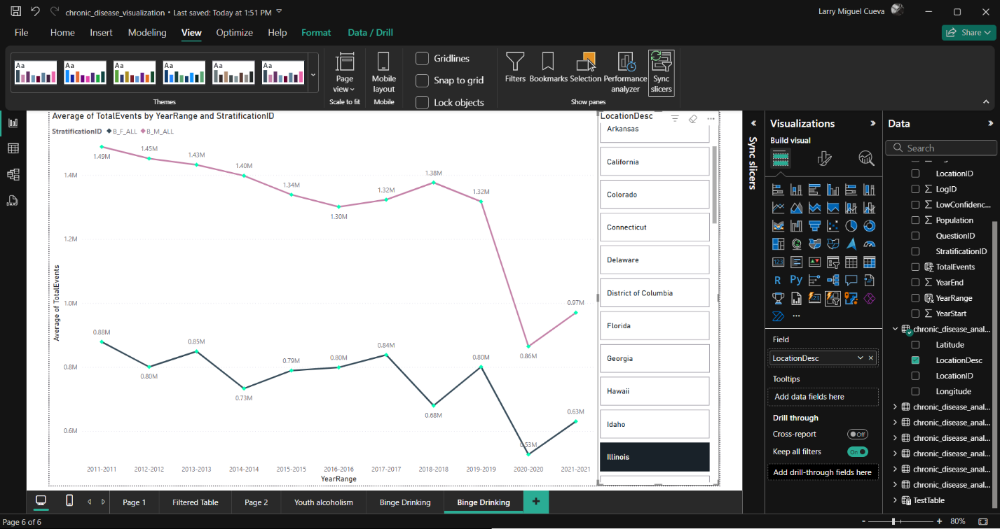 chronic_disease_visualization • Last saved: Today at 1:51 PM
Larry Miguel Cueva
File Home Insert Modeling View Optimize Help Format Data / Drill Share
Aa Aa Aa Aa Aa Aa
Themes
Page view
Scale to fit
Mobile layout
Mobile
Gridlines
Snap to grid
Lock objects
Filters
Bookmarks
Selection
Performance analyzer
Sync slicers
Show panes
Average of TotalEvents by YearRange and StratificationID
StratificationID B_F_ALL B_M_ALL
Average of TotalEvents
1.4M
1.2M
1.0M
0.8M
0.6M
1.49M
1.45M
1.43M
1.40M
1.34M
1.30M
1.32M
1.38M
1.32M
0.86M
0.97M
0.88M
0.80M
0.85M
0.73M
0.79M
0.80M
0.84M
0.68M
0.80M
0.53M
0.63M
2011-2011 2012-2012 2013-2013 2014-2014 2015-2015 2016-2016 2017-2017 2018-2018 2019-2019 2020-2020 2021-2021
YearRange
LocationDesc
Arkansas
California
Colorado
Connecticut
Delaware
District of Columbia
Florida
Georgia
Hawaii
Idaho
Illinois
Sync slicers
Visualizations
Build visual
123
R Py
123
Field
LocationDesc
Tooltips
Add data fields here
Drill through
Cross-report Off
Keep all filters On
Add drill-through fields here
Data
Search
LocationID
LogID
LowConfidenc...
Population
QuestionID
StratificationID
TotalEvents
YearEnd
YearRange
YearStart
chronic_disease_anal...
Latitude
LocationDesc
LocationID
Longitude
chronic_disease_anal...
chronic_disease_anal...
chronic_disease_anal...
chronic_disease_anal...
chronic_disease_anal...
chronic_disease_anal...
TestTable
DAX
Page 1 Filtered Table Page 2 Youth alcoholism Binge Drinking Binge Drinking +
Page 6 of 6
- + 80%